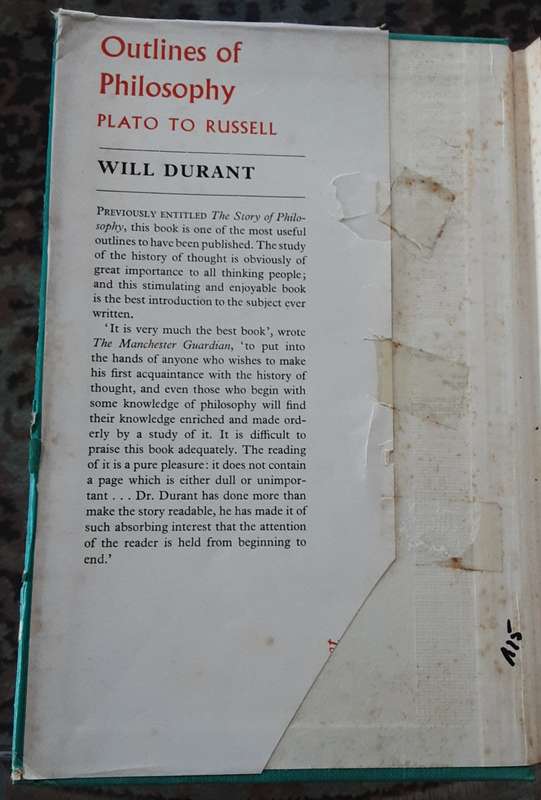 Outlines of
Philosophy
PLATO TO RUSSELL
WILL DURANT
PREVIOUSLY ENTITLED The Story of Philo-
sophy, this book is one of the most useful
outlines to have been published. The study
of the history of thought is obviously of
great importance to all thinking people;
and this stimulating and enjoyable book
is the best introduction to the subject ever
written.
'It is very much the best book', wrote
The Manchester Guardian, 'to put into
the hands of anyone who wishes to make
his first acquaintance with the history of
thought, and even those who begin with
some knowledge of philosophy will find
their knowledge enriched and made ord-
erly by a study of it. It is difficult to
praise this book adequately. The reading
of it is a pure pleasure: it does not contain
a page which is either dull or unimpor-
tant . . . Dr. Durant has done more than
make the story readable, he has made it of
such absorbing interest that the attention
of the reader is held from beginning to
end.'